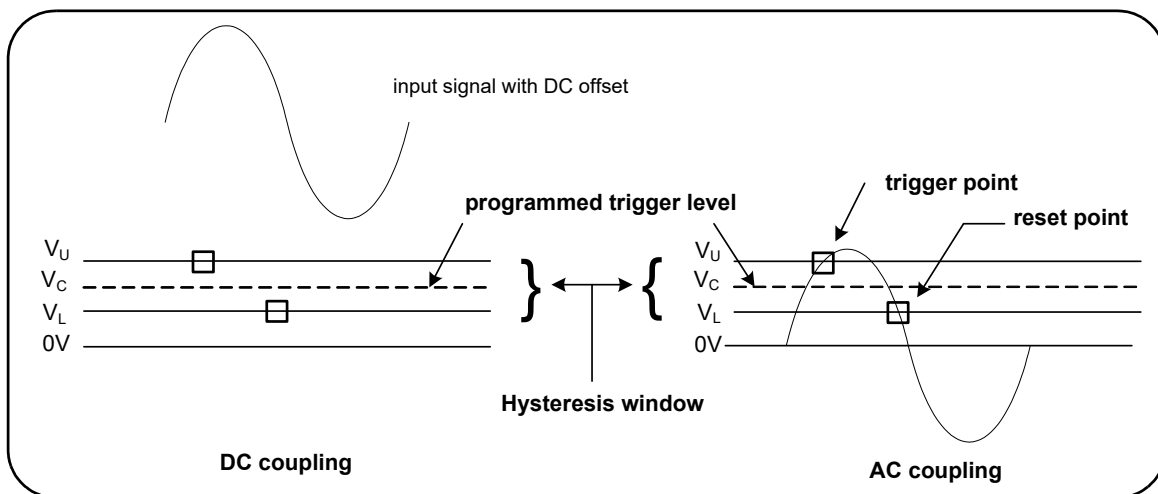 input signal with DC offset
programmed trigger level
trigger point
reset point
VU
VC
VL
0V
}
{
VU
VC
VL
0V
Hysteresis window
DC coupling
AC coupling